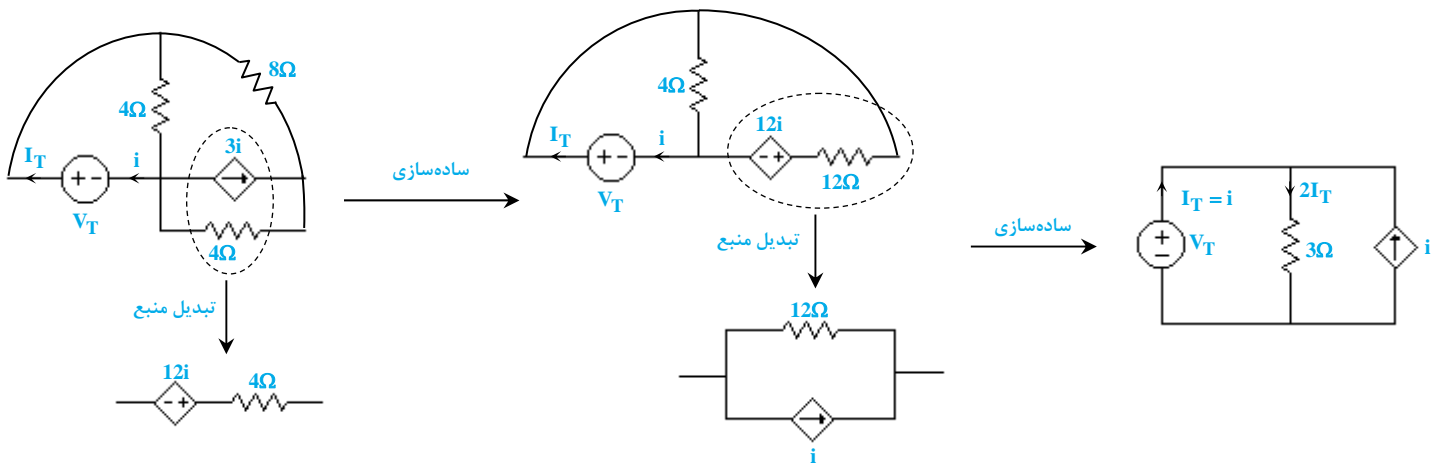 8Ω
4Ω
3i
I_T
i
V_T
4Ω
تبدیل منبع
12i
4Ω
ساده‌سازی
4Ω
12i
I_T
i
V_T
12Ω
تبدیل منبع
12Ω
i
ساده‌سازی
I_T = i
2I_T
V_T
3Ω
i